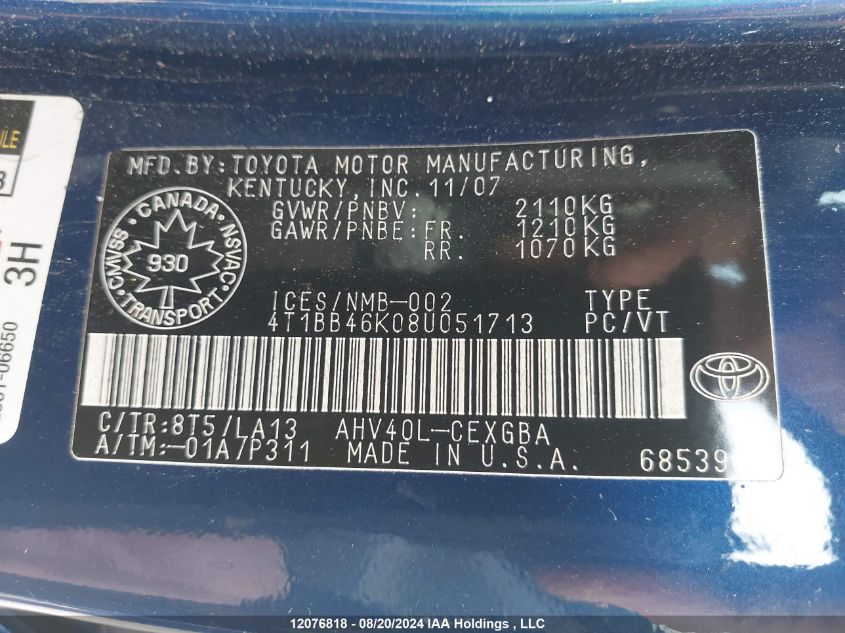 MFD.BY:TOYOTA MOTOR MANUFACTURING,
KENTUCKY,INC.11/07
GVWR/PNBV: 2110KG
GAWR/PNBE:FR. 1210KG
RR. 1070KG
CANADA
CMVSS 930 NSVAC
TRANSPORT
ICES/NMB-002 TYPE
4T1BB46K08U051713 PC/VT
C/TR:8T5/LA13 AHV40L-CEXGBA
A/TM:-01A7P311 MADE IN U.S.A. 68539
3H
06650
12076818 - 08/20/2024 IAA Holdings , LLC